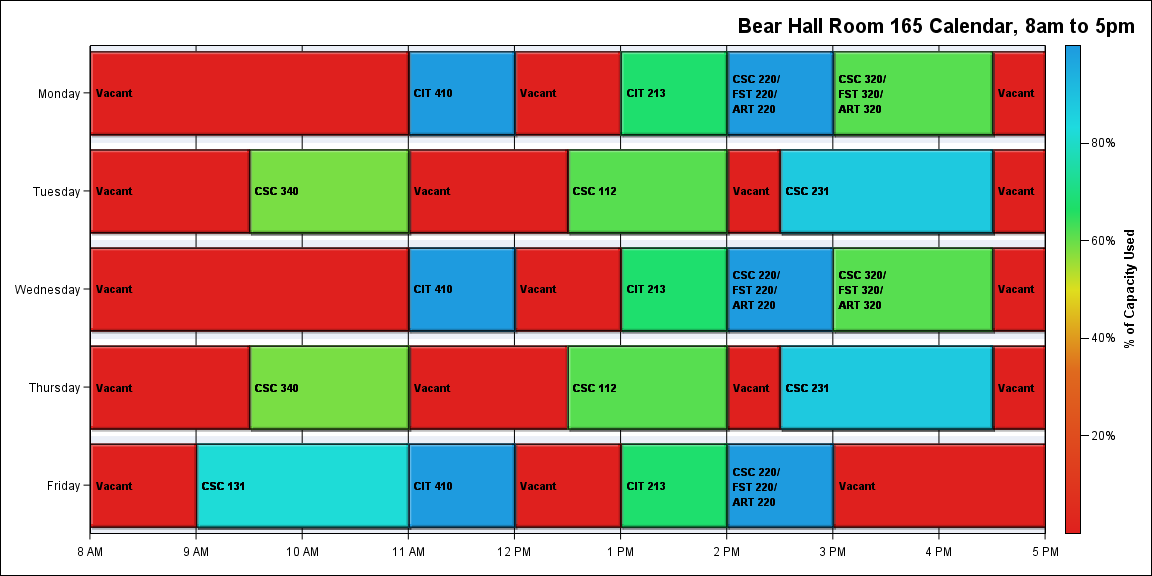 Bear Hall Room 165 Calendar, 8am to 5pm
Monday
Vacant
CIT 410
Vacant
CIT 213
CSC 220/
FST 220/
ART 220
CSC 320/
FST 320/
ART 320
Vacant
Tuesday
Vacant
CSC 340
Vacant
CSC 112
Vacant
CSC 231
Vacant
Wednesday
Vacant
CIT 410
Vacant
CIT 213
CSC 220/
FST 220/
ART 220
CSC 320/
FST 320/
ART 320
Vacant
Thursday
Vacant
CSC 340
Vacant
CSC 112
Vacant
CSC 231
Vacant
Friday
Vacant
CSC 131
CIT 410
Vacant
CIT 213
CSC 220/
FST 220/
ART 220
Vacant
8 AM
9 AM
10 AM
11 AM
12 PM
1 PM
2 PM
3 PM
4 PM
5 PM
80%
60%
40%
20%
% of Capacity Used